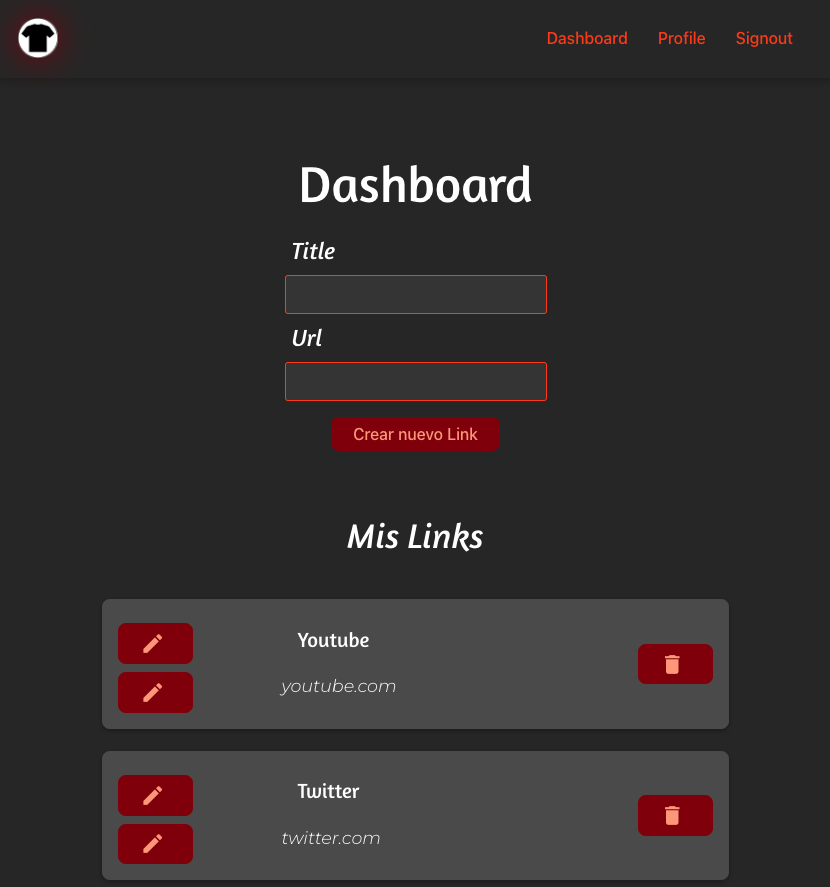 Dashboard Profile Signout
Dashboard
Title
Url
Crear nuevo Link
Mis Links
Youtube
youtube.com
Twitter
twitter.com